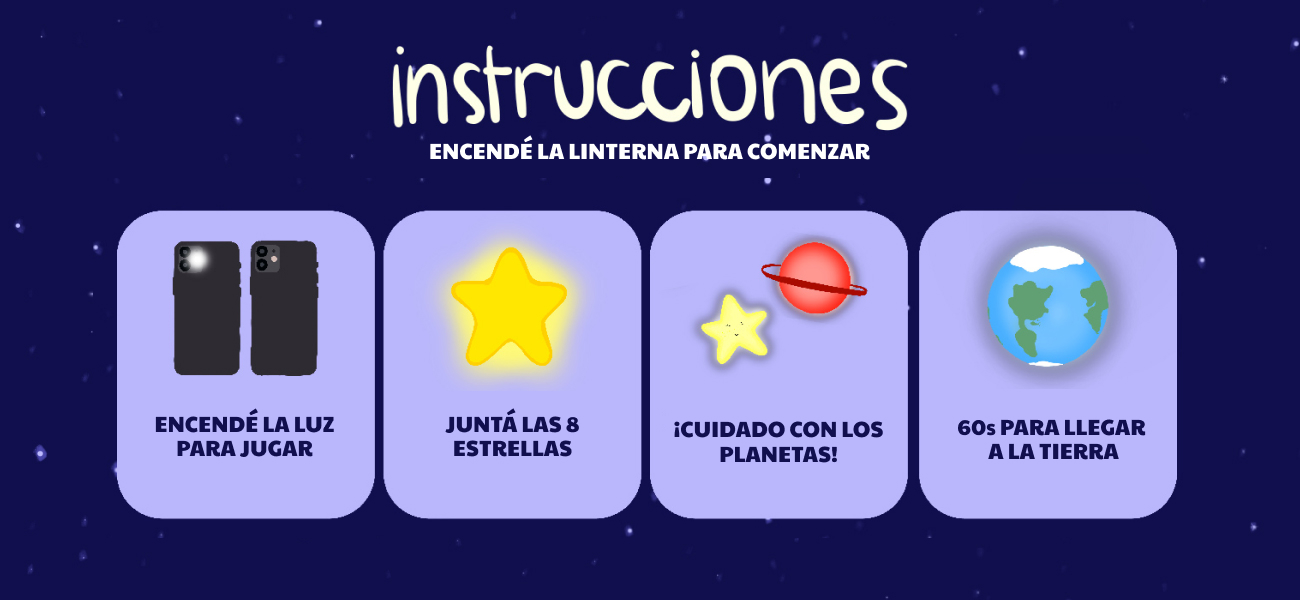 instrucciones
ENCENDÉ LA LINTERNA PARA COMENZAR
ENCENDÉ LA LUZ
PARA JUGAR
JUNTÁ LAS 8
ESTRELLAS
¡CUIDADO CON LOS
PLANETAS!
60s PARA LLEGAR
A LA TIERRA